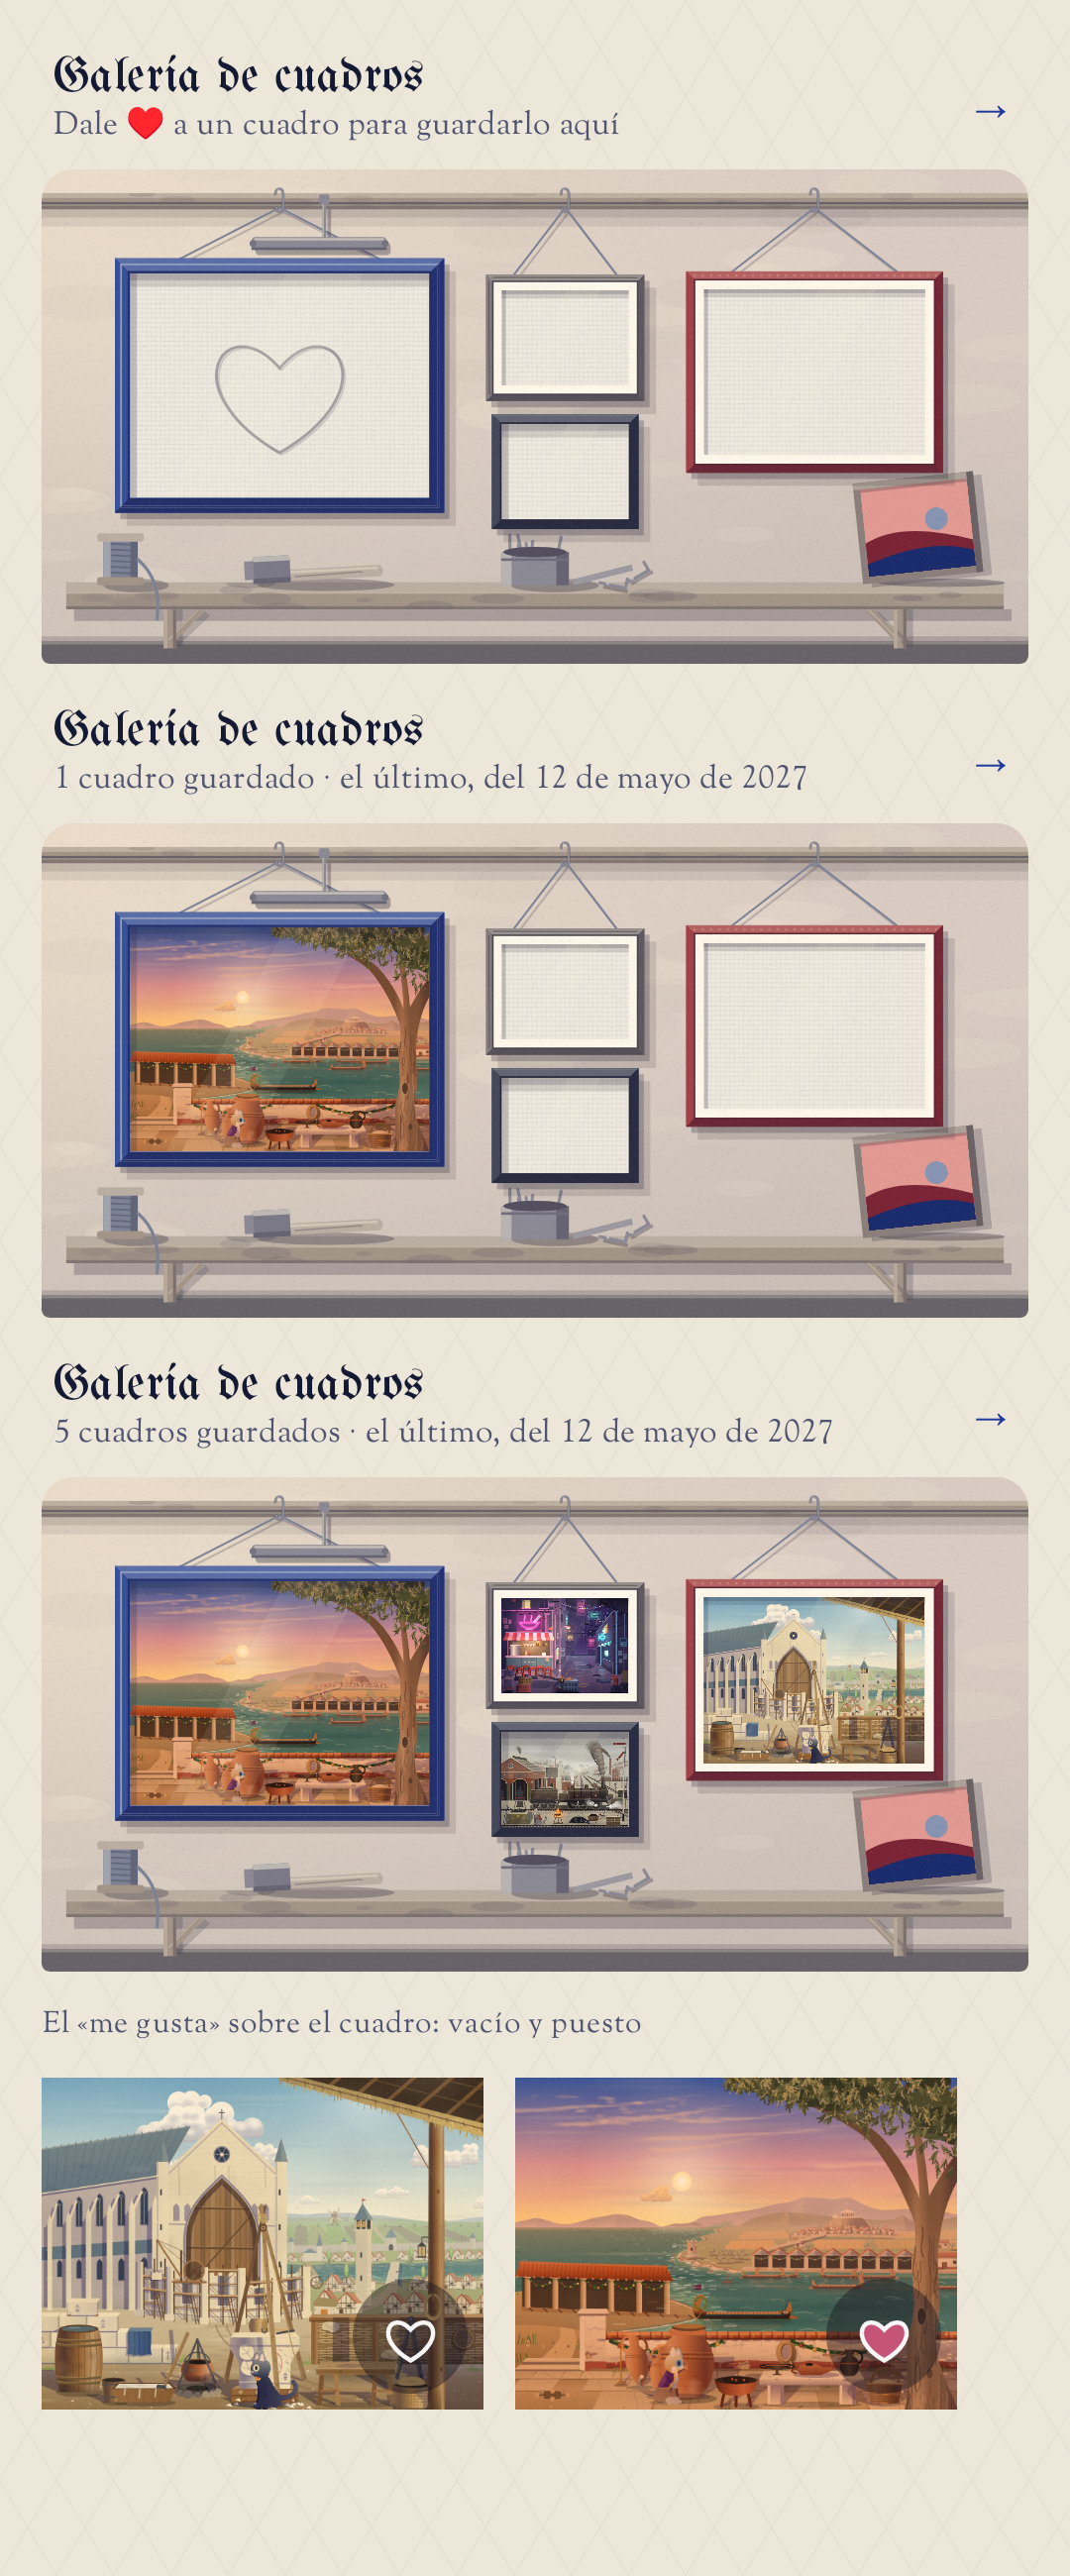 Galería de cuadros
Dale ❤️ a un cuadro para guardarlo aquí
→
Galería de cuadros
1 cuadro guardado · el último, del 12 de mayo de 2027
→
Galería de cuadros
5 cuadros guardados · el último, del 12 de mayo de 2027
→
El «me gusta» sobre el cuadro: vacío y puesto